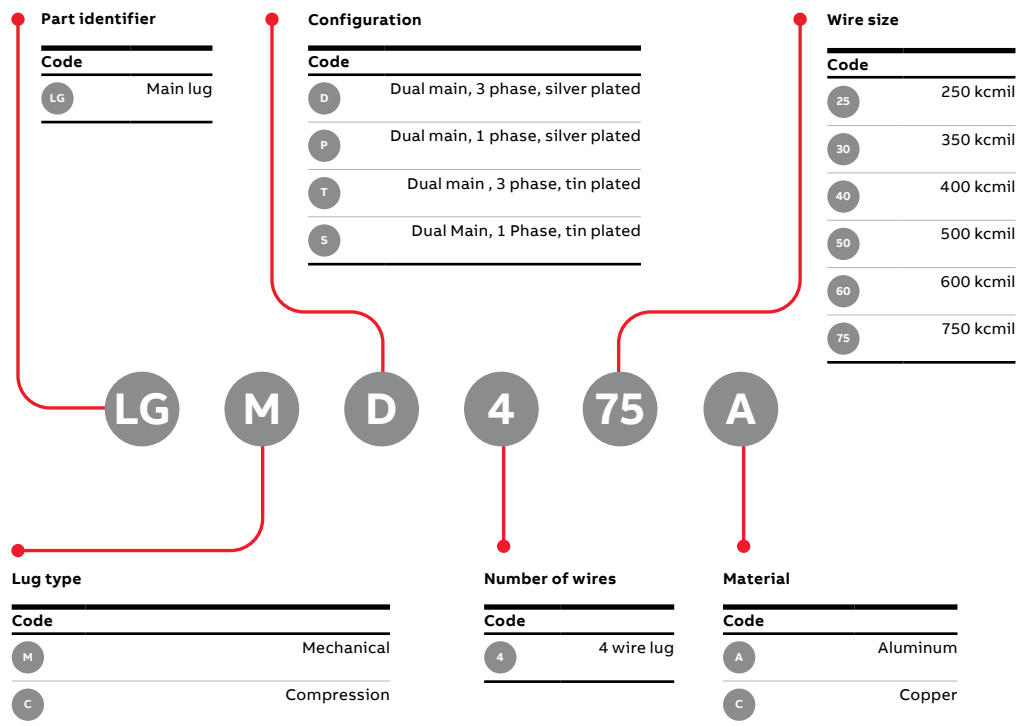 Part identifier
Code
LG Main lug
Configuration
Code
D Dual main, 3 phase, silver plated
P Dual main, 1 phase, silver plated
T Dual main , 3 phase, tin plated
S Dual Main, 1 Phase, tin plated
Wire size
Code
25 250 kcmil
30 350 kcmil
40 400 kcmil
50 500 kcmil
60 600 kcmil
75 750 kcmil
LG M D 4 75 A
Lug type
Code
M Mechanical
C Compression
Number of wires
Code
4 4 wire lug
Material
Code
A Aluminum
C Copper